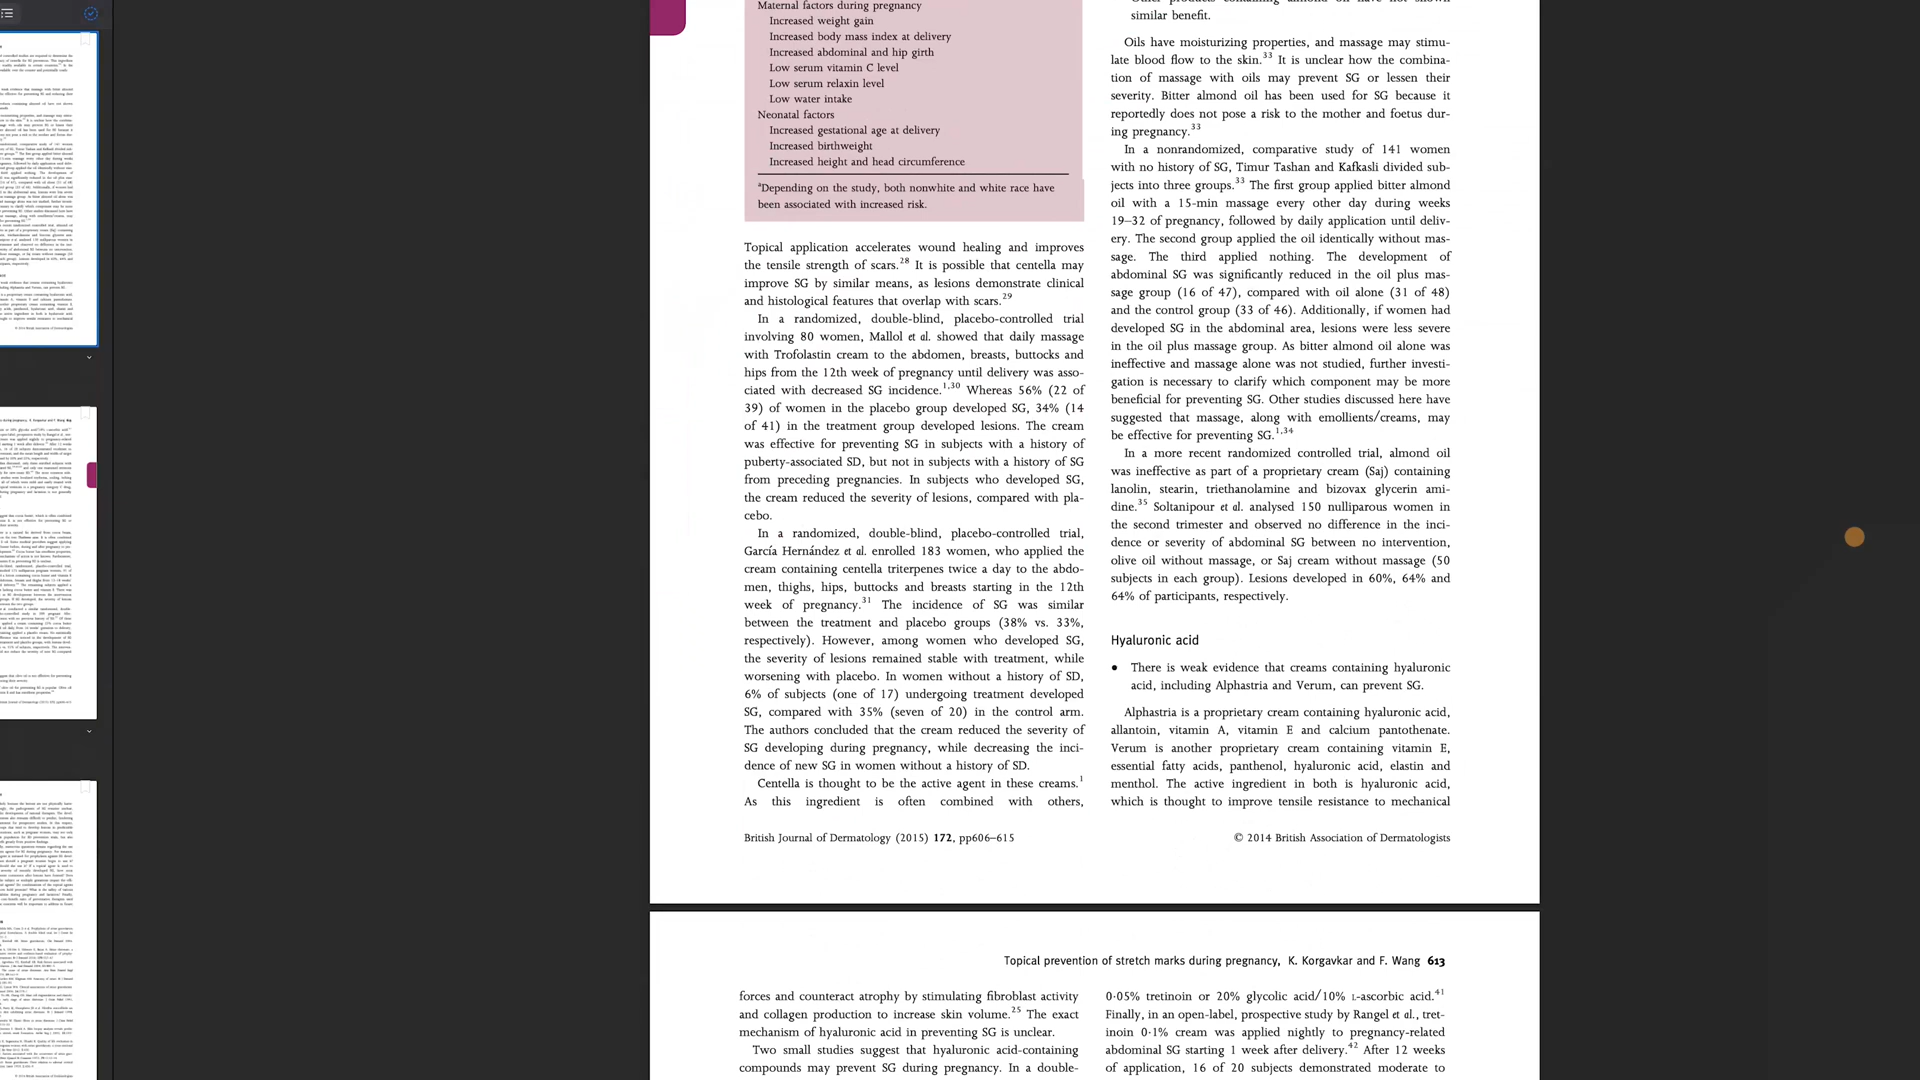 Maternal factors during pregnancy
Increased weight gain
Increased body mass index at delivery
Increased abdominal and hip girth
Low serum vitamin C level
Low serum relaxin level
Low water intake
Neonatal factors
Increased gestational age at delivery
Increased birthweight
Increased height and head circumference
ᵃDepending on the study, both nonwhite and white race have
been associated with increased risk.
Topical application accelerates wound healing and improves
the tensile strength of scars.²⁸ It is possible that centella may
improve SG by similar means, as lesions demonstrate clinical
and histological features that overlap with scars.²⁹
In a randomized, double-blind, placebo-controlled trial
involving 80 women, Mallol et al. showed that daily massage
with Trofolastin cream to the abdomen, breasts, buttocks and
hips from the 12th week of pregnancy until delivery was asso-
ciated with decreased SG incidence.¹,³⁰ Whereas 56% (22 of
39) of women in the placebo group developed SG, 34% (14
of 41) in the treatment group developed lesions. The cream
was effective for preventing SG in subjects with a history of
puberty-associated SD, but not in subjects with a history of SG
from preceding pregnancies. In subjects who developed SG,
the cream reduced the severity of lesions, compared with pla-
cebo.
In a randomized, double-blind, placebo-controlled trial,
García Hernández et al. enrolled 183 women, who applied the
cream containing centella triterpenes twice a day to the abdo-
men, thighs, hips, buttocks and breasts starting in the 12th
week of pregnancy.³¹ The incidence of SG was similar
between the treatment and placebo groups (38% vs. 33%,
respectively). However, among women who developed SG,
the severity of lesions remained stable with treatment, while
worsening with placebo. In women without a history of SD,
6% of subjects (one of 17) undergoing treatment developed
SG, compared with 35% (seven of 20) in the control arm.
The authors concluded that the cream reduced the severity of
SG developing during pregnancy, while decreasing the inci-
dence of new SG in women without a history of SD.
Centella is thought to be the active agent in these creams.¹
As this ingredient is often combined with others,
similar benefit.
Oils have moisturizing properties, and massage may stimu-
late blood flow to the skin.³³ It is unclear how the combina-
tion of massage with oils may prevent SG or lessen their
severity. Bitter almond oil has been used for SG because it
reportedly does not pose a risk to the mother and foetus dur-
ing pregnancy.³³
In a nonrandomized, comparative study of 141 women
with no history of SG, Timur Tashan and Kafkasli divided sub-
jects into three groups.³³ The first group applied bitter almond
oil with a 15-min massage every other day during weeks
19–32 of pregnancy, followed by daily application until deliv-
ery. The second group applied the oil identically without mas-
sage. The third applied nothing. The development of
abdominal SG was significantly reduced in the oil plus mas-
sage group (16 of 47), compared with oil alone (31 of 48)
and the control group (33 of 46). Additionally, if women had
developed SG in the abdominal area, lesions were less severe
in the oil plus massage group. As bitter almond oil alone was
ineffective and massage alone was not studied, further investi-
gation is necessary to clarify which component may be more
beneficial for preventing SG. Other studies discussed here have
suggested that massage, along with emollients/creams, may
be effective for preventing SG.¹,³⁴
In a more recent randomized controlled trial, almond oil
was ineffective as part of a proprietary cream (Saj) containing
lanolin, stearin, triethanolamine and bizovax glycerin ami-
dine.³⁵ Soltanipour et al. analysed 150 nulliparous women in
the second trimester and observed no difference in the inci-
dence or severity of abdominal SG between no intervention,
olive oil without massage, or Saj cream without massage (50
subjects in each group). Lesions developed in 60%, 64% and
64% of participants, respectively.
Hyaluronic acid
● There is weak evidence that creams containing hyaluronic
acid, including Alphastria and Verum, can prevent SG.
Alphastria is a proprietary cream containing hyaluronic acid,
allantoin, vitamin A, vitamin E and calcium pantothenate.
Verum is another proprietary cream containing vitamin E,
essential fatty acids, panthenol, hyaluronic acid, elastin and
menthol. The active ingredient in both is hyaluronic acid,
which is thought to improve tensile resistance to mechanical
British Journal of Dermatology (2015) 172, pp606–615
© 2014 British Association of Dermatologists
Topical prevention of stretch marks during pregnancy, K. Korgavkar and F. Wang 613
forces and counteract atrophy by stimulating fibroblast activity
and collagen production to increase skin volume.²⁵ The exact
mechanism of hyaluronic acid in preventing SG is unclear.
Two small studies suggest that hyaluronic acid-containing
compounds may prevent SG during pregnancy. In a double-
0·05% tretinoin or 20% glycolic acid/10% L-ascorbic acid.⁴¹
Finally, in an open-label, prospective study by Rangel et al., tret-
inoin 0·1% cream was applied nightly to pregnancy-related
abdominal SG starting 1 week after delivery.⁴² After 12 weeks
of application, 16 of 20 subjects demonstrated moderate to